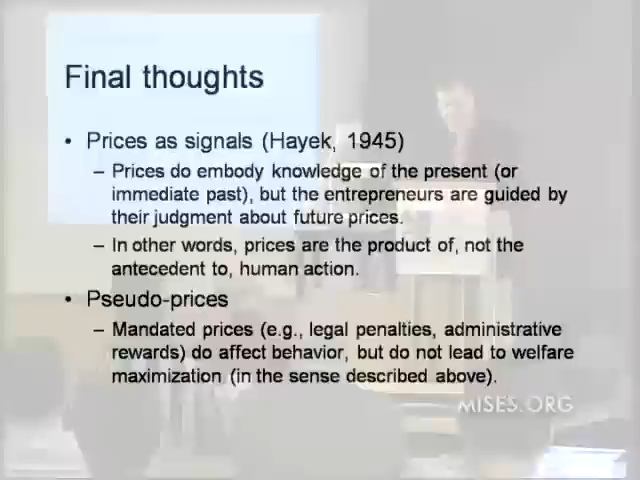 Final thoughts
• Prices as signals (Hayek, 1945)
– Prices do embody knowledge of the present (or
immediate past), but the entrepreneurs are guided by
their judgment about future prices.
– In other words, prices are the product of, not the
antecedent to, human action.
• Pseudo-prices
– Mandated prices (e.g., legal penalties, administrative
rewards) do affect behavior, but do not lead to welfare
maximization (in the sense described above).
MISES.ORG